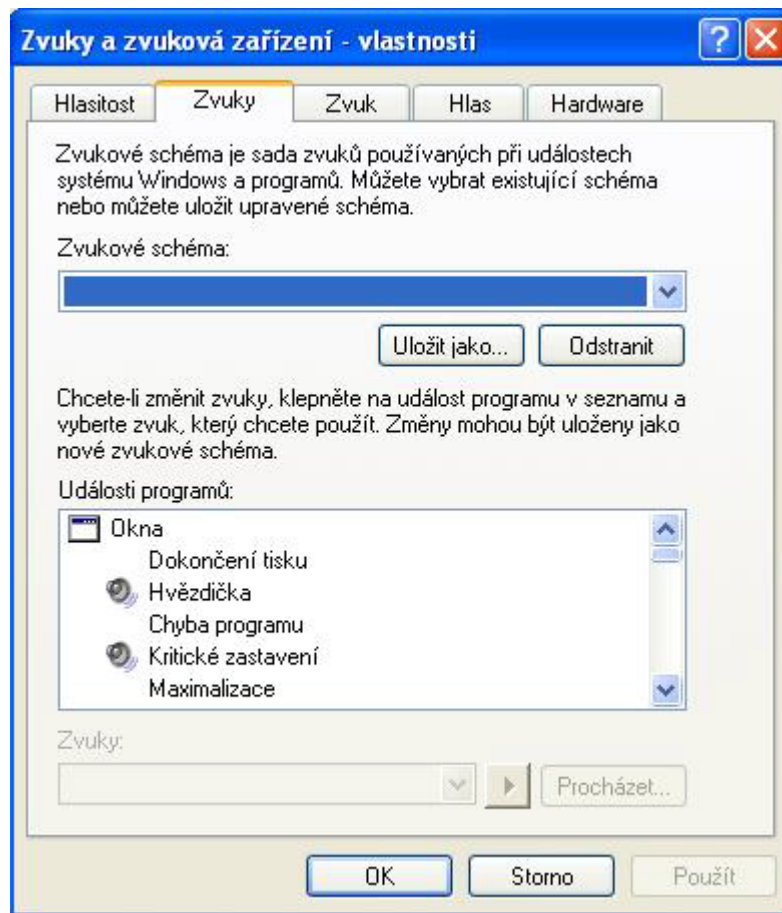 Zvuky a zvuková zařízení - vlastnosti
Hlasitost Zvuky Zvuk Hlas Hardware
Zvukové schéma je sada zvuků používaných při událostech
systému Windows a programů. Můžete vybrat existující schéma
nebo můžete uložit upravené schéma.
Zvukové schéma:
Uložit jako... Odstranit
Chcete-li změnit zvuky, klepněte na událost programu v seznamu a
vyberte zvuk, který chcete použít. Změny mohou být uloženy jako
nové zvukové schéma.
Události programů:
Okna
Dokončení tisku
Hvězdička
Chyba programu
Kritické zastavení
Maximalizace
Zvuky:
Procházet...
OK Storno Použít